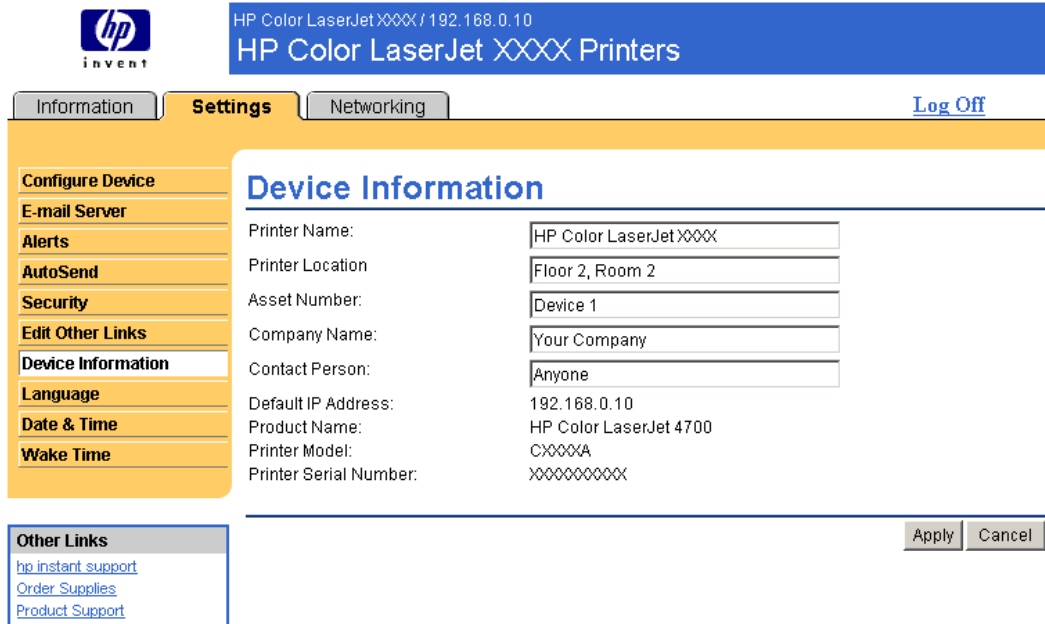 hp
invent
HP Color LaserJet XXXX / 192.168.0.10
HP Color LaserJet XXXX Printers
Information
Settings
Networking
Log Off
Configure Device
E-mail Server
Alerts
AutoSend
Security
Edit Other Links
Device Information
Language
Date & Time
Wake Time
Other Links
hp instant support
Order Supplies
Product Support
Device Information
Printer Name: HP Color LaserJet XXXX
Printer Location Floor 2, Room 2
Asset Number: Device 1
Company Name: Your Company
Contact Person: Anyone
Default IP Address: 192.168.0.10
Product Name: HP Color LaserJet 4700
Printer Model: CXXXXA
Printer Serial Number: XXXXXXXXXX
Apply Cancel